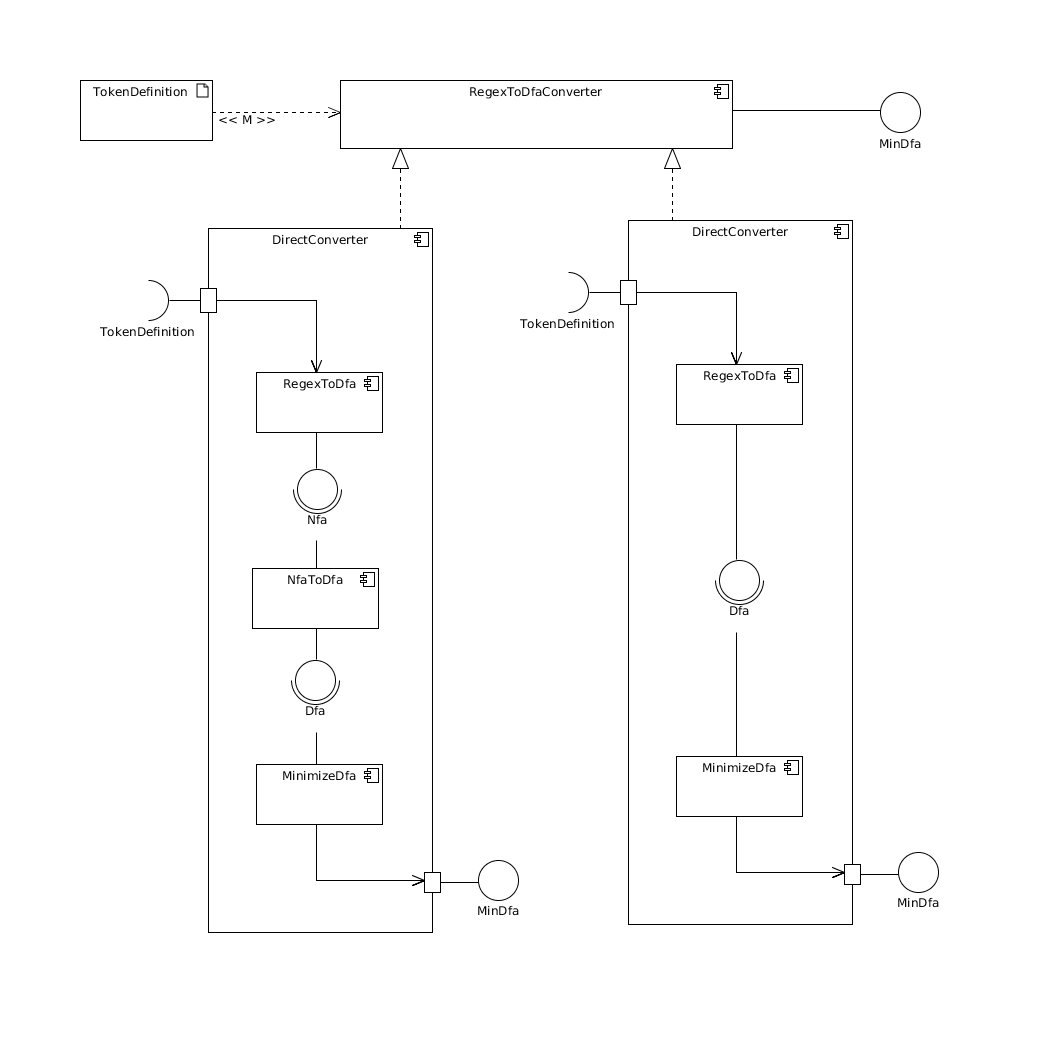 TokenDefinition
<< M >>
RegexToDfaConverter
MinDfa
DirectConverter
TokenDefinition
RegexToDfa
Nfa
NfaToDfa
Dfa
MinimizeDfa
MinDfa
DirectConverter
TokenDefinition
RegexToDfa
Dfa
MinimizeDfa
MinDfa